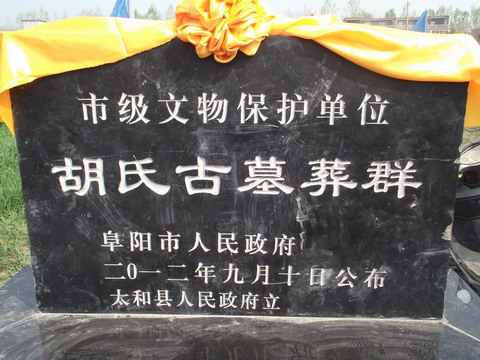 市级文物保护单位
胡氏古墓葬群
阜阳市人民政府
二0一二年九月十日公布
太和县人民政府立